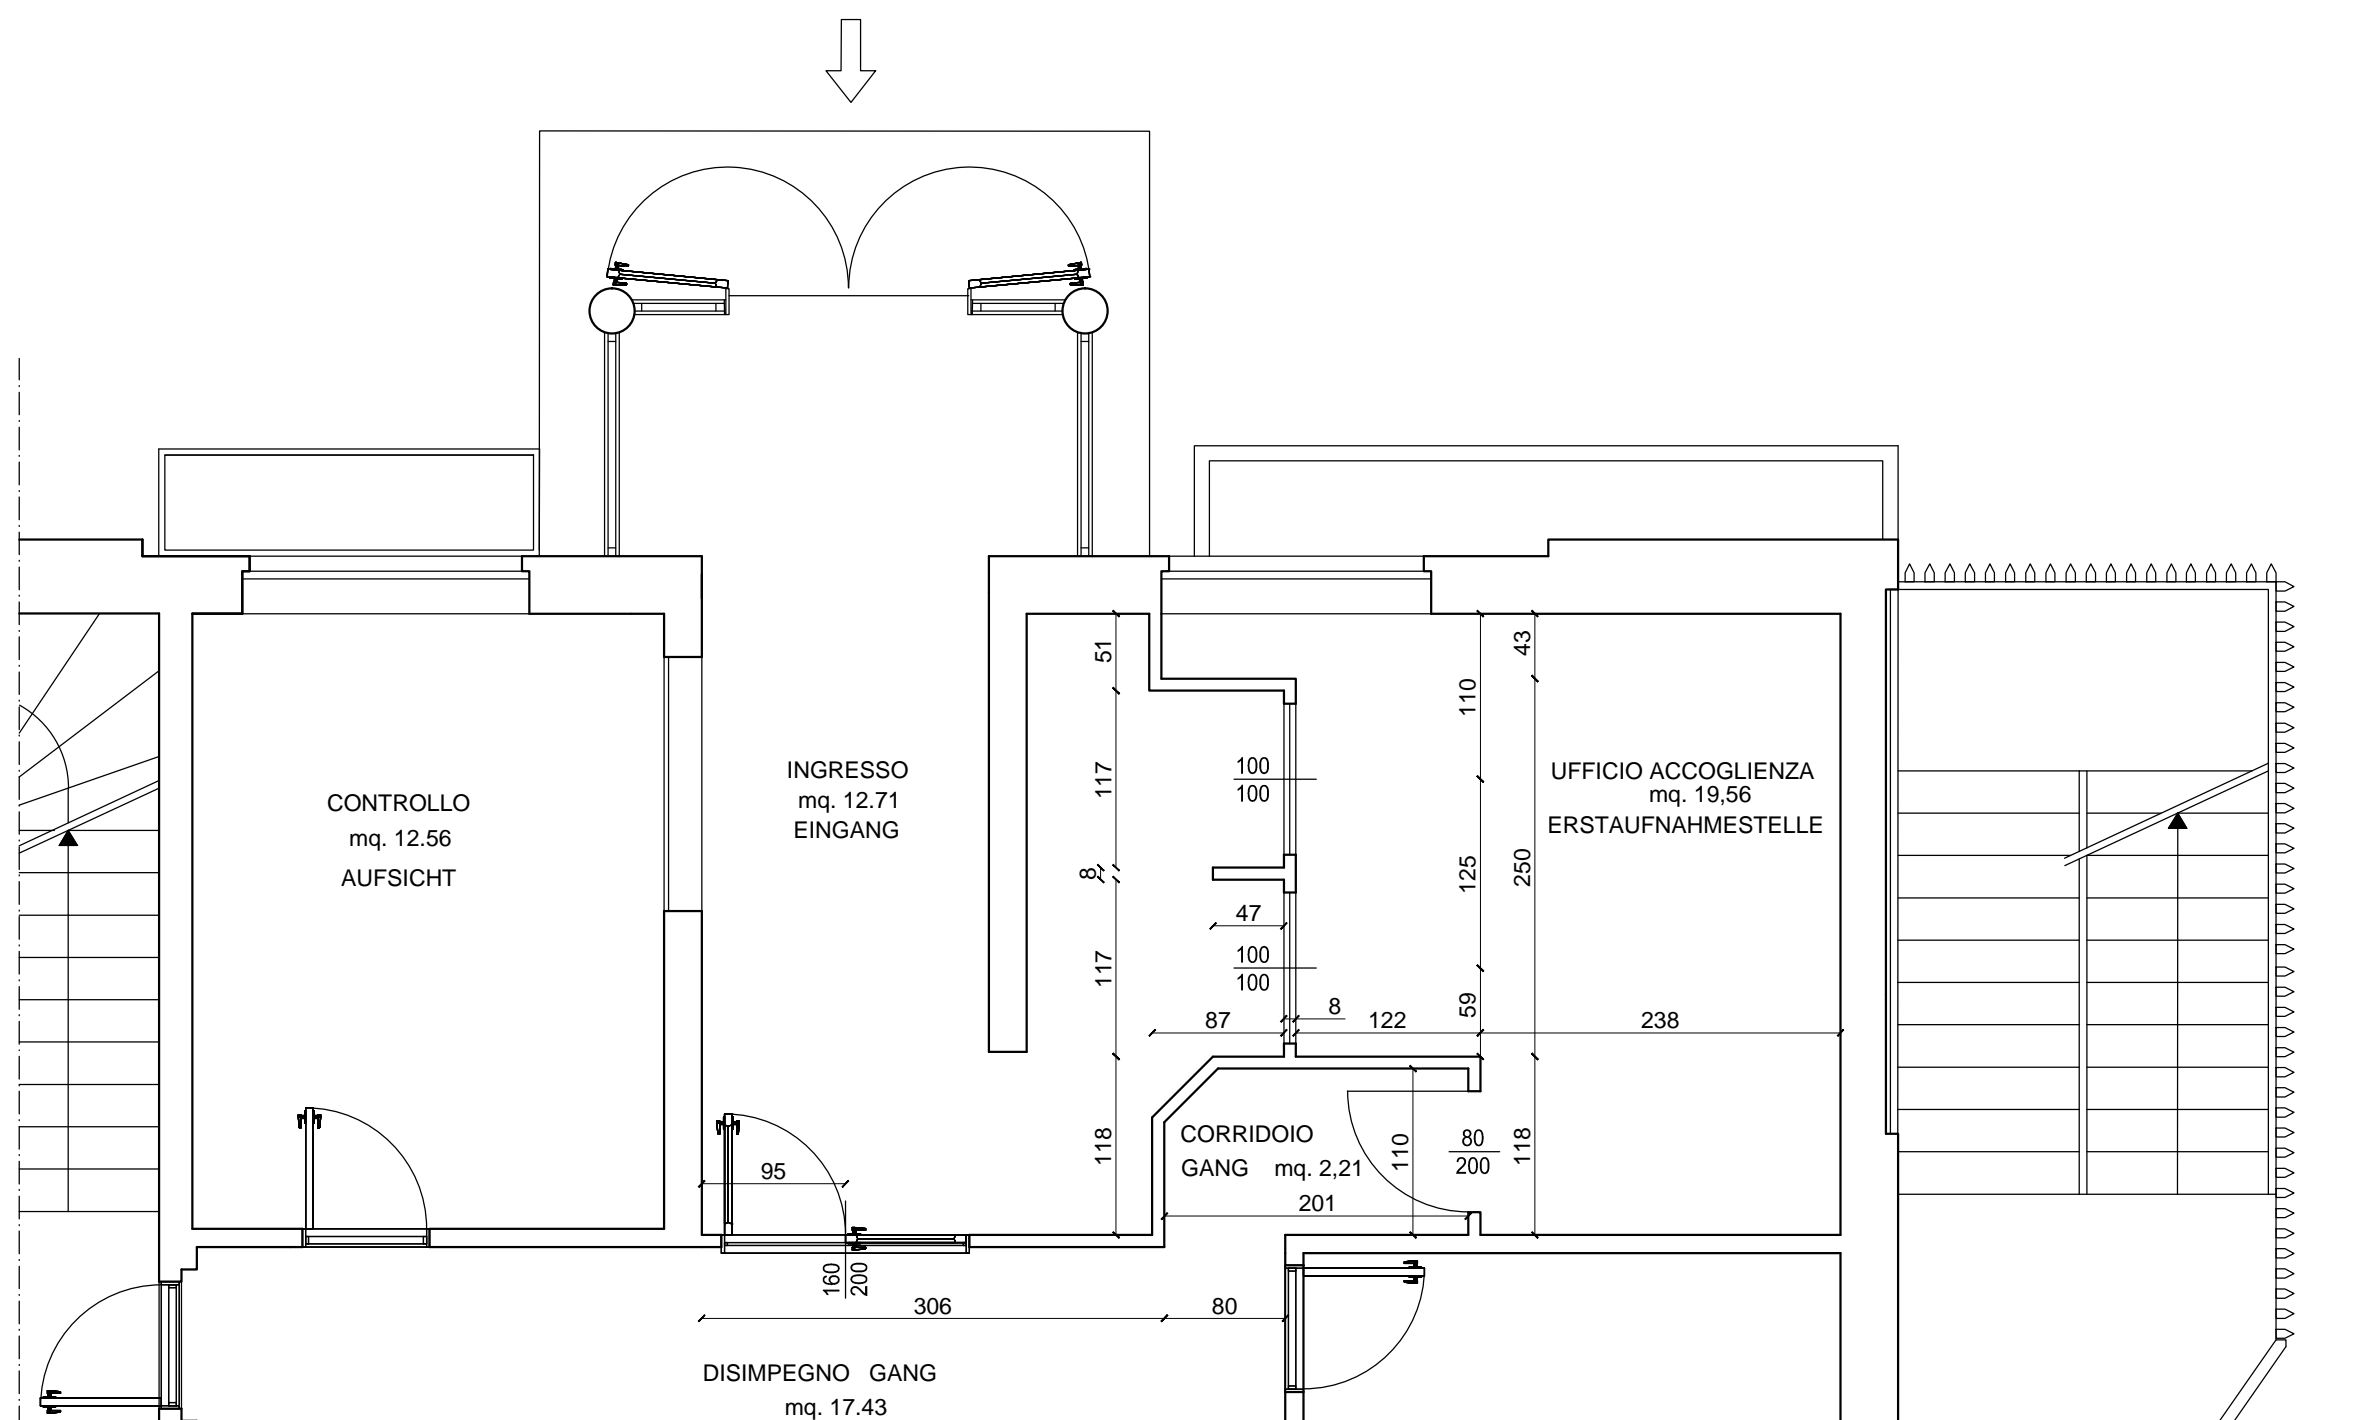 51
43
110
INGRESSO
mq. 12.71
EINGANG
117
100
100
UFFICIO ACCOGLIENZA
mq. 19,56
ERSTAUFNAHMESTELLE
CONTROLLO
mq. 12.56
AUFSICHT
8
125
250
47
117
100
100
59
87
8
122
238
118
CORRIDOIO
GANG mq. 2,21
110
80
200
118
95
201
160
200
306
80
DISIMPEGNO GANG
mq. 17.43